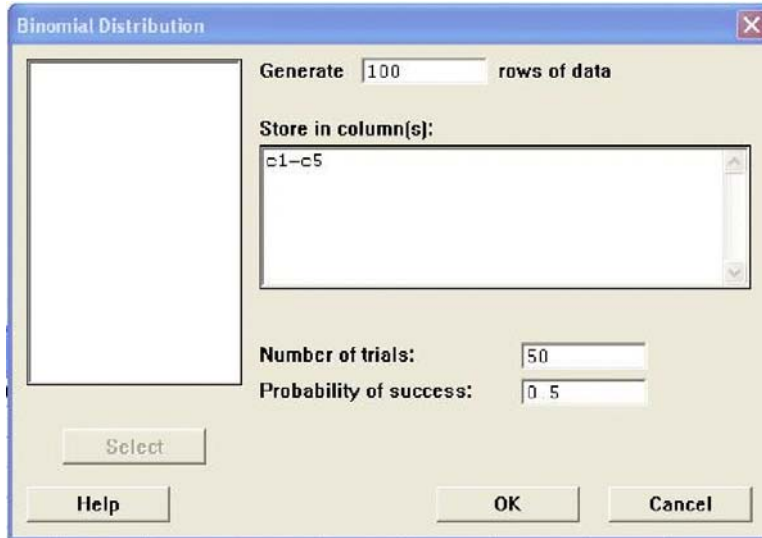 Binomial Distribution
Generate 100 rows of data
Store in column(s):
c1-c5
Number of trials: 50
Probability of success: 0.5
Select
Help OK Cancel